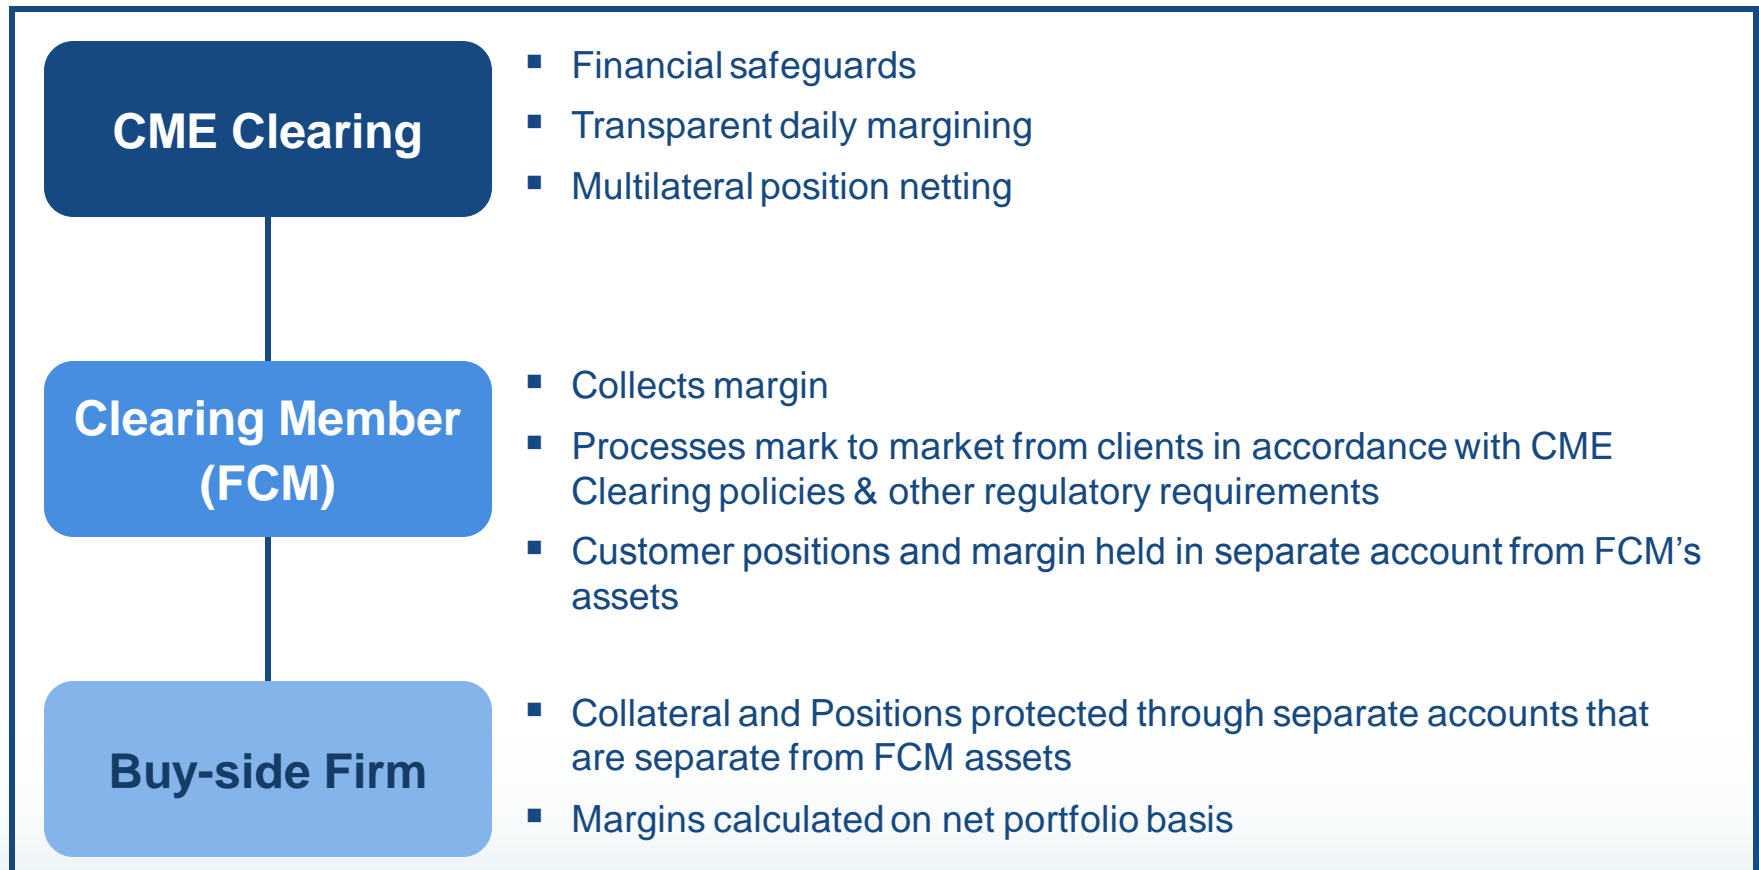 CME Clearing
▪ Financial safeguards
▪ Transparent daily margining
▪ Multilateral position netting
Clearing Member
(FCM)
▪ Collects margin
▪ Processes mark to market from clients in accordance with CME
Clearing policies & other regulatory requirements
▪ Customer positions and margin held in separate account from FCM’s
assets
Buy-side Firm
▪ Collateral and Positions protected through separate accounts that
are separate from FCM assets
▪ Margins calculated on net portfolio basis